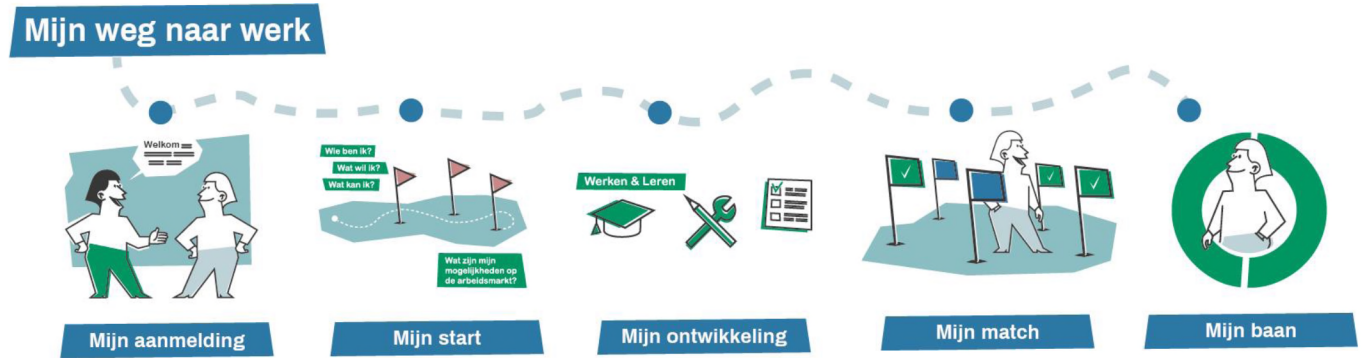 Mijn weg naar werk
Welkom
Wie ben ik?
Wat wil ik?
Wat kan ik?
Wat zijn mijn
mogelijkheden op
de arbeidsmarkt?
Werken & Leren
Mijn aanmelding
Mijn start
Mijn ontwikkeling
Mijn match
Mijn baan